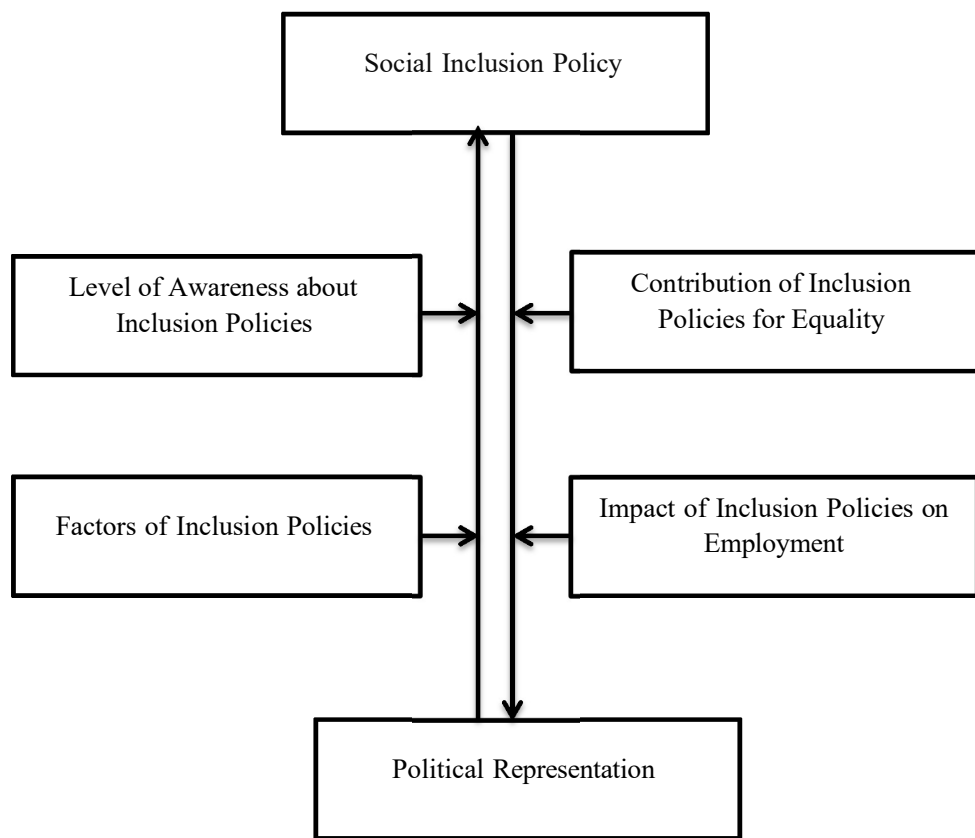 Social Inclusion Policy
Level of Awareness about
Inclusion Policies
Contribution of Inclusion
Policies for Equality
Factors of Inclusion Policies
Impact of Inclusion Policies on
Employment
Political Representation